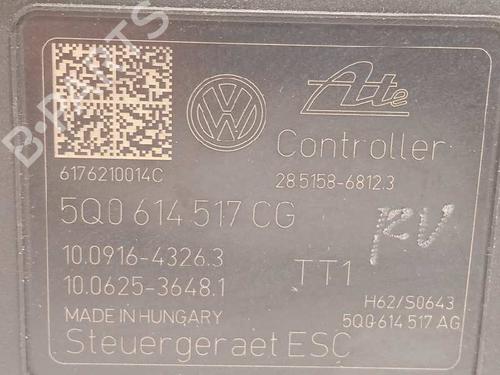 B-PARTS
Ate
6176210014C
Controller
28.5158-6812.3
5Q0 614 517 CG
RV
10.0916-4326.3
10.0625-3648.1
TT1
H62/S0643
MADE IN HUNGARY
5Q0 614 517 AG
Steuergeraet ESC